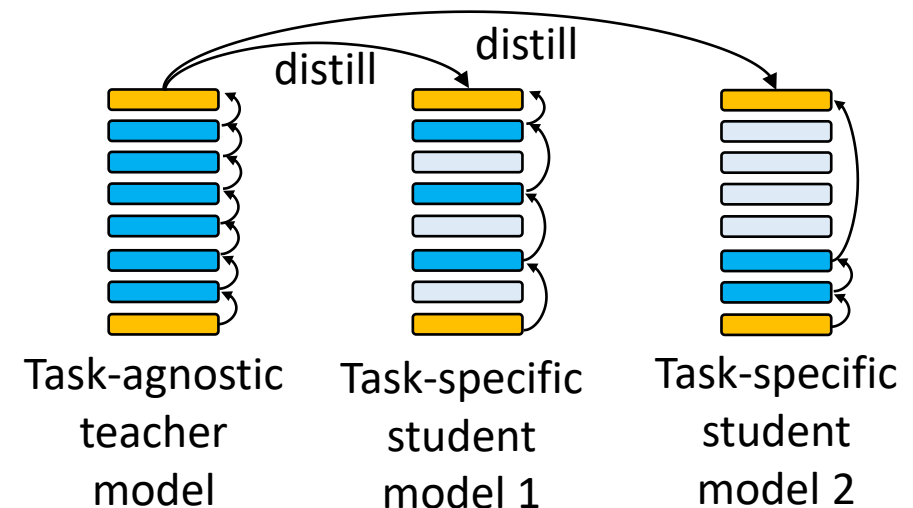 distill
distill
Task-agnostic
teacher
model
Task-specific
student
model 1
Task-specific
student
model 2